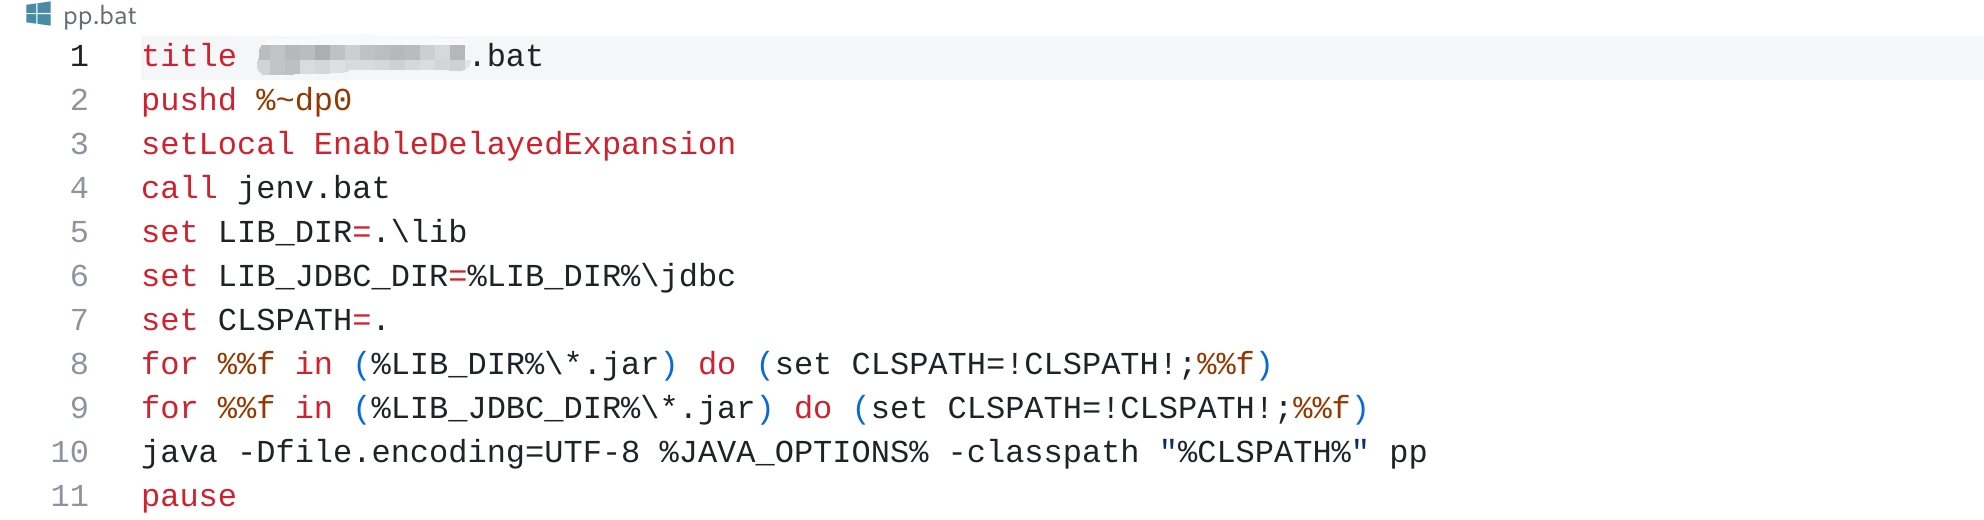 pp.bat
1 title .bat
2 pushd %~dp0
3 setLocal EnableDelayedExpansion
4 call jenv.bat
5 set LIB_DIR=.\lib
6 set LIB_JDBC_DIR=%LIB_DIR%\jdbc
7 set CLSPATH=.
8 for %%f in (%LIB_DIR%\*.jar) do (set CLSPATH=!CLSPATH!;%%f)
9 for %%f in (%LIB_JDBC_DIR%\*.jar) do (set CLSPATH=!CLSPATH!;%%f)
10 java -Dfile.encoding=UTF-8 %JAVA_OPTIONS% -classpath "%CLSPATH%" pp
11 pause